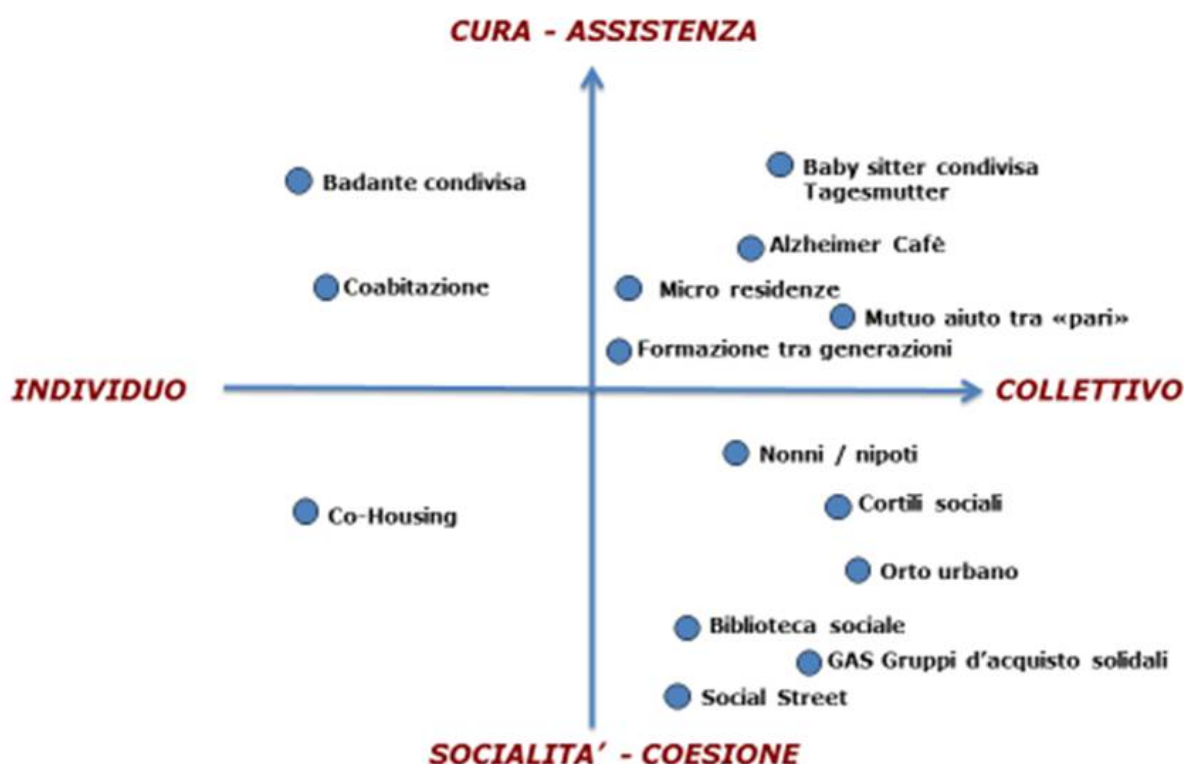 CURA - ASSISTENZA
Baby sitter condivisa
Tagesmutter
Badante condivisa
Alzheimer Cafè
Coabitazione
Micro residenze
Mutuo aiuto tra «pari»
Formazione tra generazioni
INDIVIDUO
COLLETTIVO
Nonni / nipoti
Cortili sociali
Co-Housing
Orto urbano
Biblioteca sociale
GAS Gruppi d'acquisto solidali
Social Street
SOCIALITA' - COESIONE